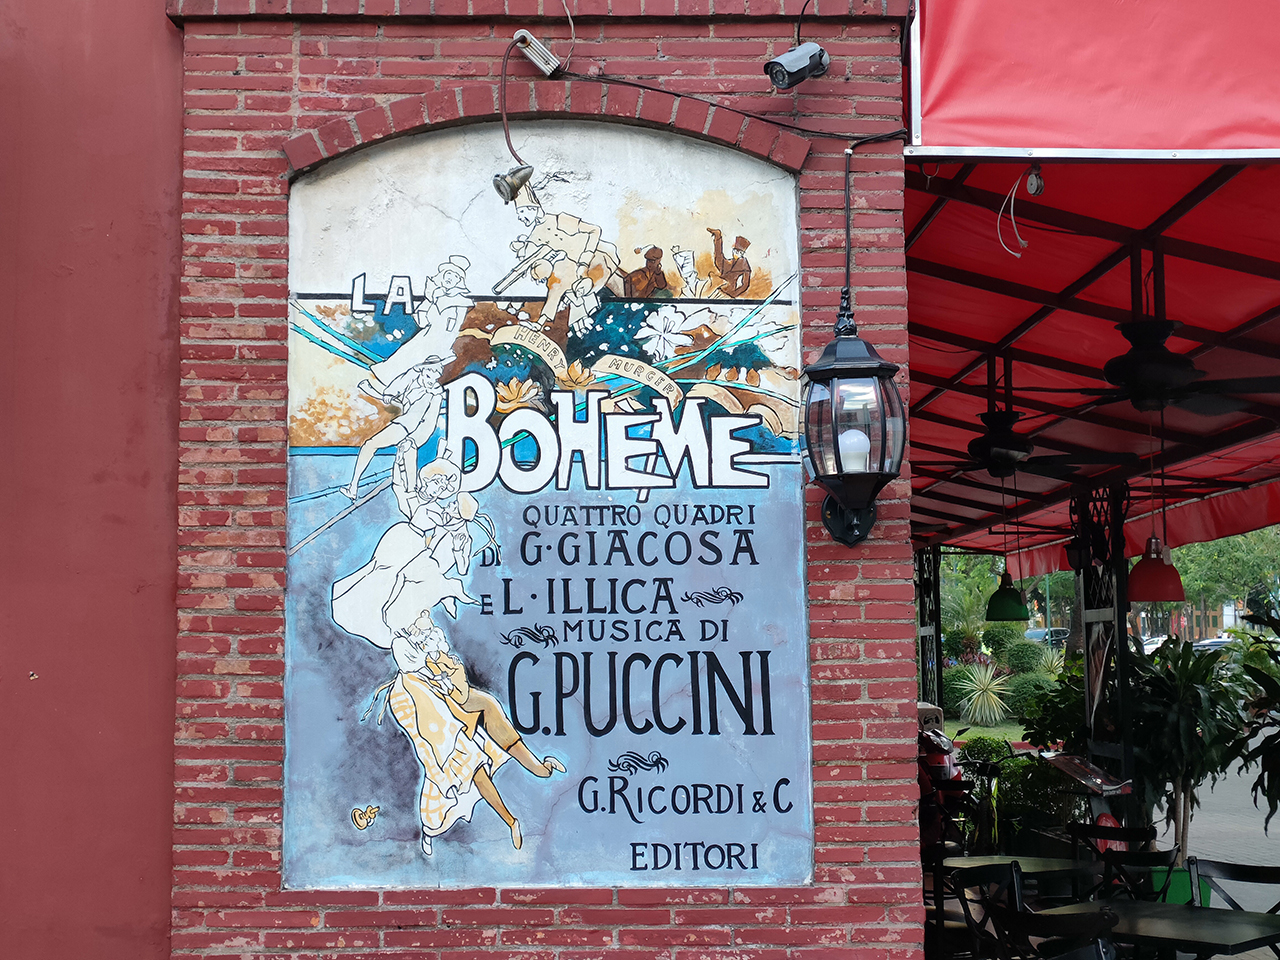 LA
HENRY MURGER
BOHÈME
QUATTRO QUADRI
DI G. GIACOSA
E L. ILLICA
MUSICA DI
G. PUCCINI
G. RICORDI & C
EDITORI